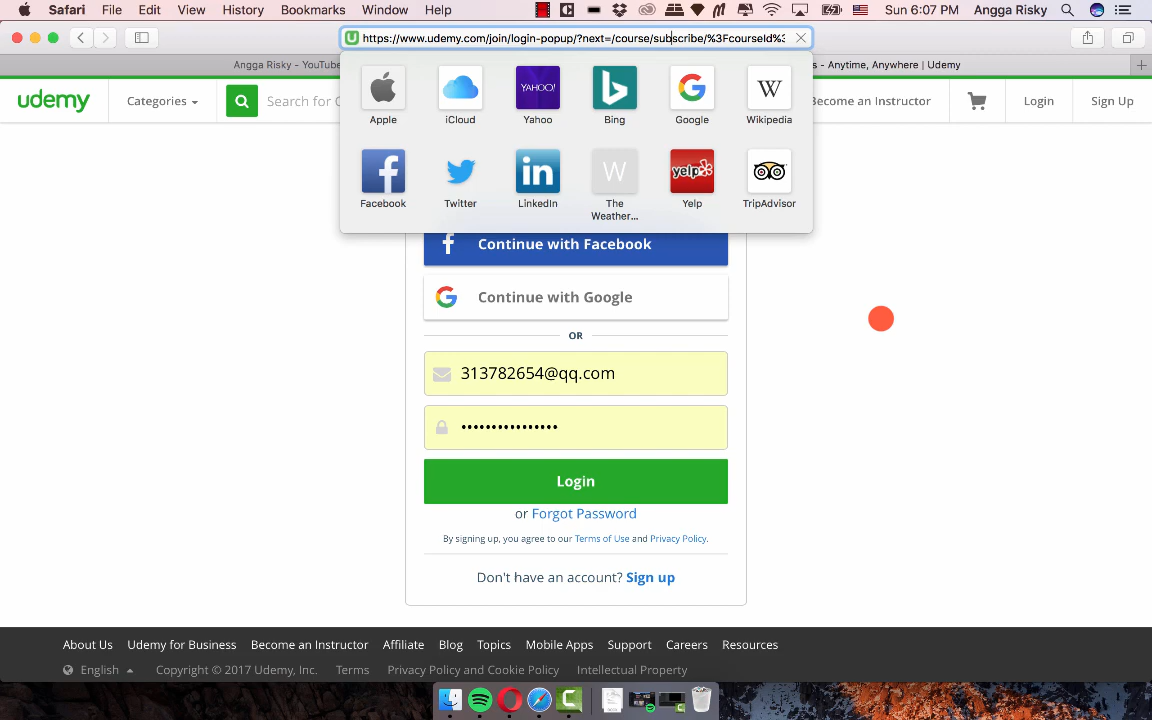 Safari File Edit View History Bookmarks Window Help Sun 6:07 PM Angga Risky
https://www.udemy.com/join/login-popup/?next=/course/subscribe/%3FcourseId%3
Angga Risky - YouTube
s - Anytime, Anywhere | Udemy
udemy Categories Search for Become an Instructor Login Sign Up
YAHOO! W
Apple iCloud Yahoo Bing Google Wikipedia
in W yelp
Facebook Twitter LinkedIn The Weather... Yelp TripAdvisor
Continue with Facebook
Continue with Google
OR
313782654@qq.com
Login
or Forgot Password
By signing up, you agree to our Terms of Use and Privacy Policy.
Don't have an account? Sign up
About Us Udemy for Business Become an Instructor Affiliate Blog Topics Mobile Apps Support Careers Resources
English Copyright © 2017 Udemy, Inc. Terms Privacy Policy and Cookie Policy Intellectual Property